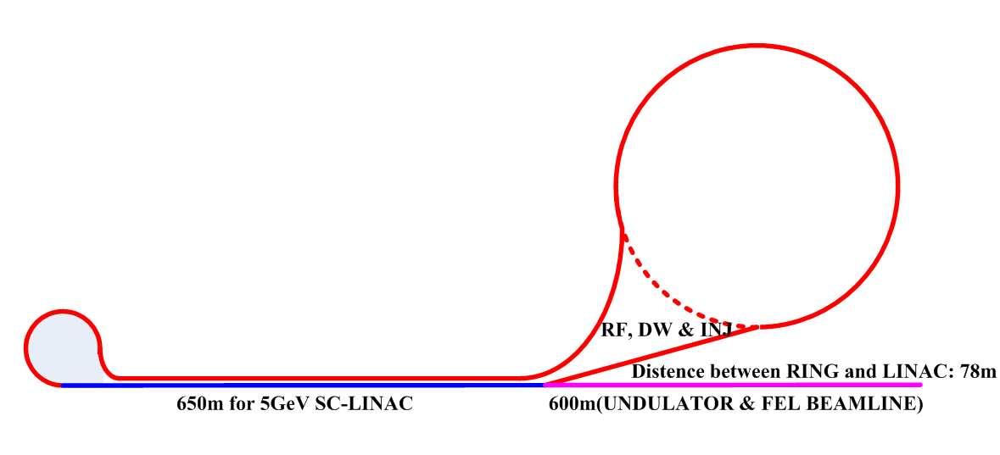 RF, DW & INJ
Distence between RING and LINAC: 78m
650m for 5GeV SC-LINAC
600m(UNDULATOR & FEL BEAMLINE)